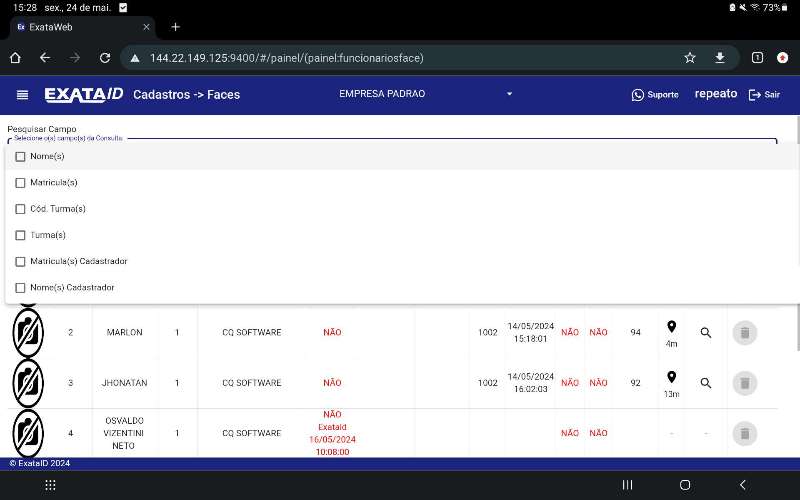 15:28 sex., 24 de mai. 73%
Ex ExataWeb
144.22.149.125:9400/#/painel/(painel:funcionariosface) 1
EXATAID Cadastros -> Faces EMPRESA PADRAO Suporte repeato Sair
Pesquisar Campo
Selecione o(s) campo(s) da Consulta
Nome(s)
Matricula(s)
Cód. Turma(s)
Turma(s)
Matricula(s) Cadastrador
Nome(s) Cadastrador
2 MARLON 1 CQ SOFTWARE NÃO 1002 14/05/2024 15:18:01 NÃO NÃO 94 4m
3 JHONATAN 1 CQ SOFTWARE NÃO 1002 14/05/2024 16:02:03 NÃO NÃO 92 13m
4 OSVALDO VIZENTINI NETO 1 CQ SOFTWARE NÃO Exataid 16/05/2024 10:08:00 NÃO NÃO - -
© ExataID 2024